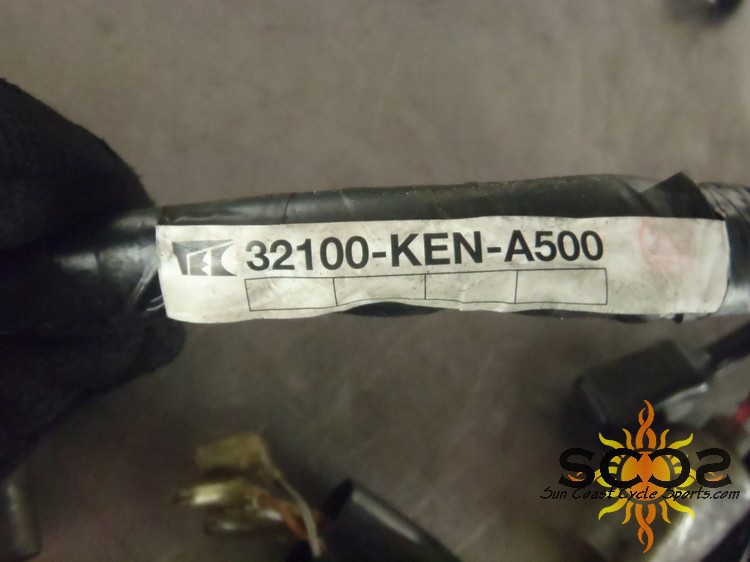 32100-KEN-A500
SCCS
Sun Coast Cycle Sports.com